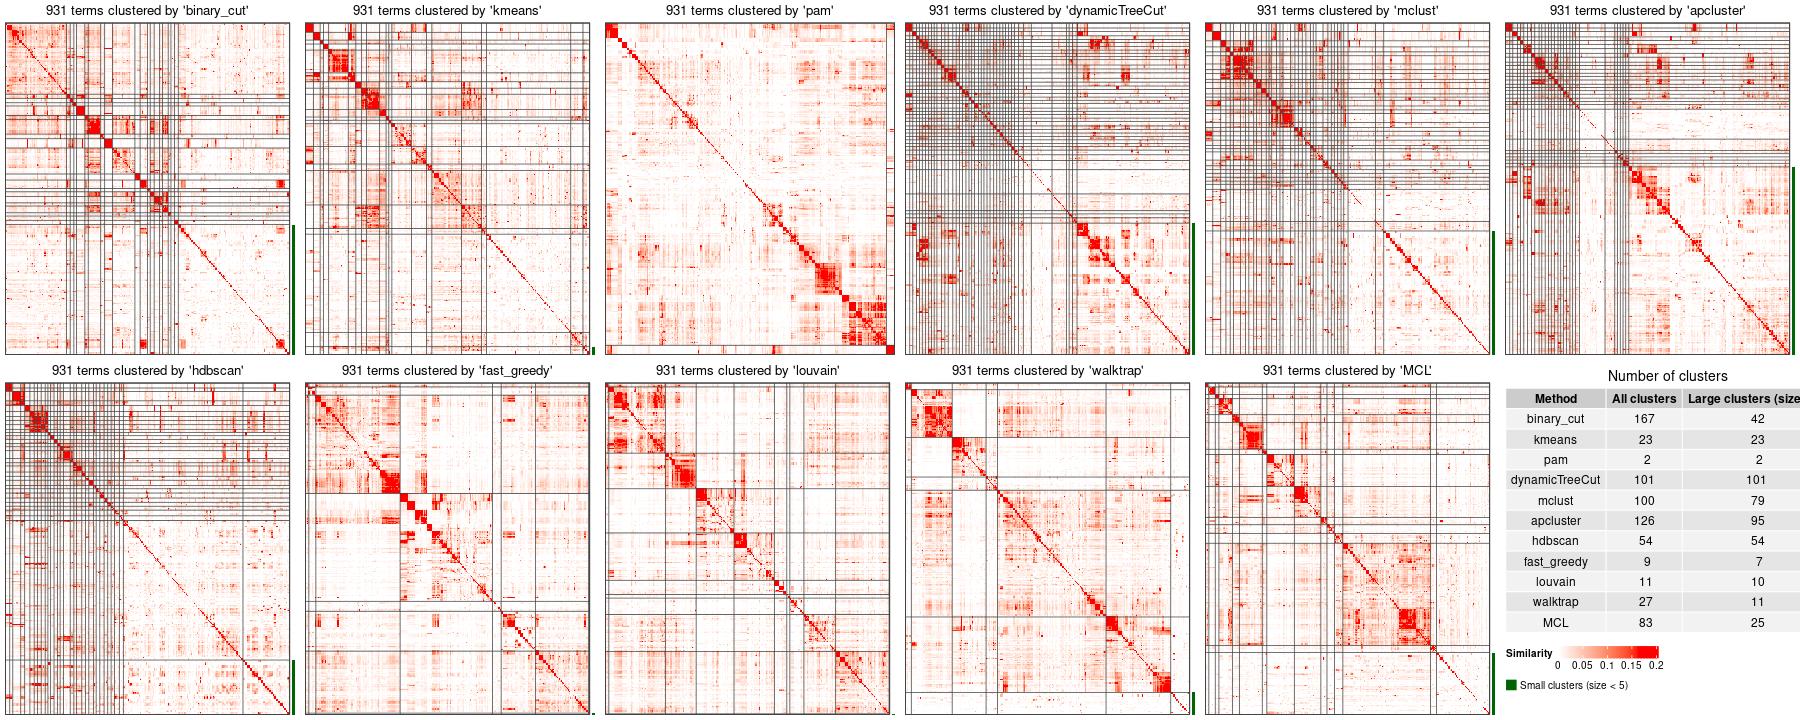 931 terms clustered by 'binary_cut'
931 terms clustered by 'kmeans'
931 terms clustered by 'pam'
931 terms clustered by 'dynamicTreeCut'
931 terms clustered by 'mclust'
931 terms clustered by 'apcluster'
931 terms clustered by 'hdbscan'
931 terms clustered by 'fast_greedy'
931 terms clustered by 'louvain'
931 terms clustered by 'walktrap'
931 terms clustered by 'MCL'
Number of clusters
Method All clusters Large clusters (size
binary_cut 167 42
kmeans 23 23
pam 2 2
dynamicTreeCut 101 101
mclust 100 79
apcluster 126 95
hdbscan 54 54
fast_greedy 9 7
louvain 11 10
walktrap 27 11
MCL 83 25
Similarity
0 0.05 0.1 0.15 0.2
Small clusters (size < 5)